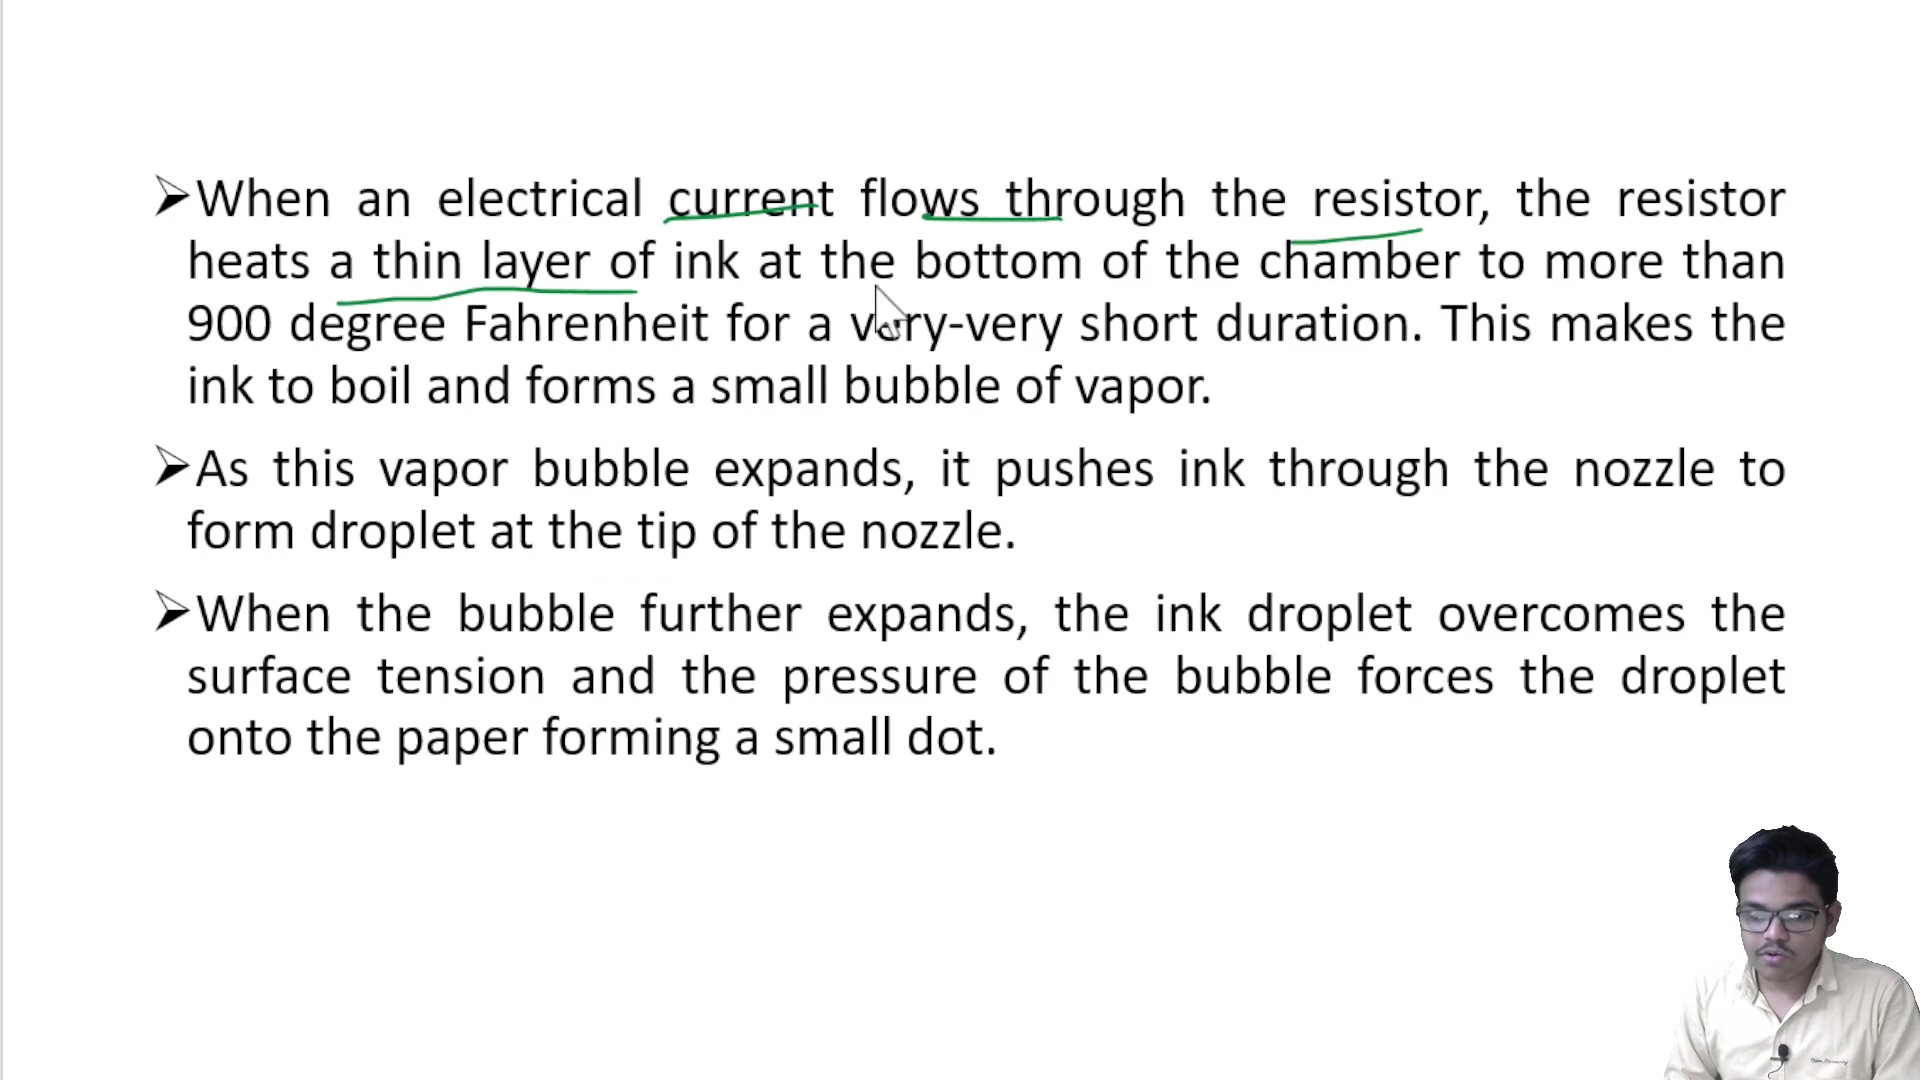 ➢When an electrical current flows through the resistor, the resistor
heats a thin layer of ink at the bottom of the chamber to more than
900 degree Fahrenheit for a very-very short duration. This makes the
ink to boil and forms a small bubble of vapor.
➢As this vapor bubble expands, it pushes ink through the nozzle to
form droplet at the tip of the nozzle.
➢When the bubble further expands, the ink droplet overcomes the
surface tension and the pressure of the bubble forces the droplet
onto the paper forming a small dot.